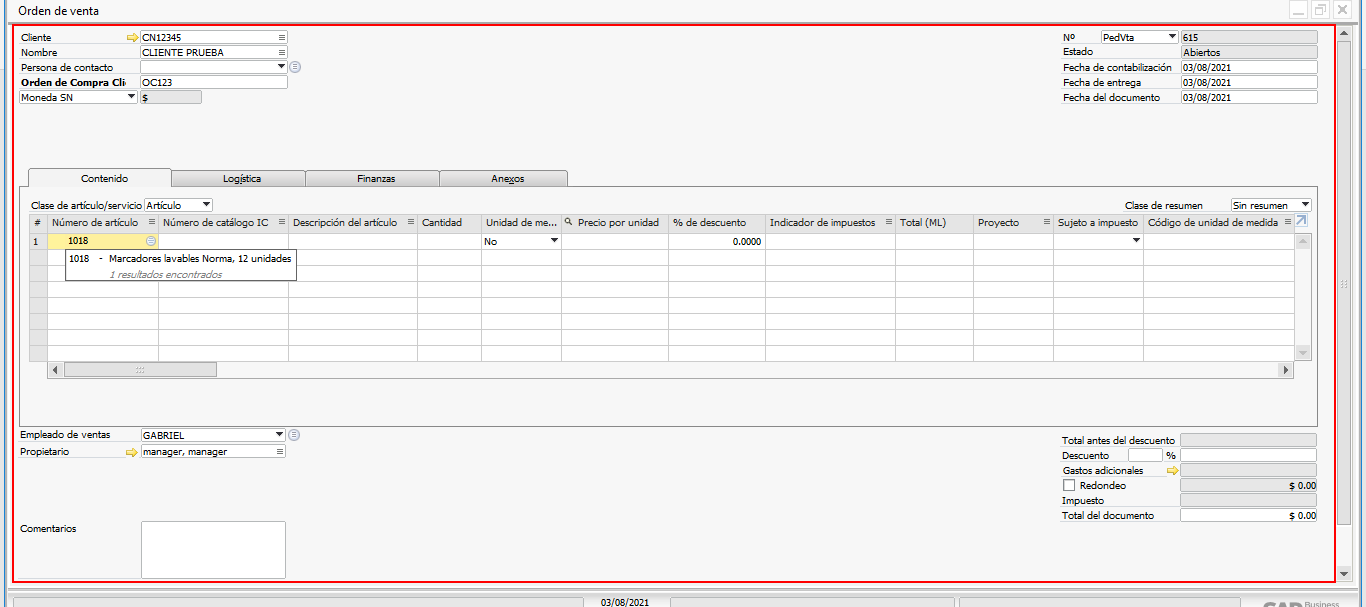 Orden de venta
Cliente CN12345 Nº PedVta 615
Nombre CLIENTE PRUEBA Estado Abiertos
Persona de contacto Fecha de contabilización 03/08/2021
Orden de Compra Cli OC123 Fecha de entrega 03/08/2021
Moneda SN $ Fecha del documento 03/08/2021
Contenido Logística Finanzas Anexos
Clase de artículo/servicio Artículo Clase de resumen Sin resumen
# Número de artículo Número de catálogo IC Descripción del artículo Cantidad Unidad de me... Precio por unidad % de descuento Indicador de impuestos Total (ML) Proyecto Sujeto a impuesto Código de unidad de medida
1 1018 No 0.0000
1018 - Marcadores lavables Norma, 12 unidades
1 resultados encontrados
Empleado de ventas GABRIEL Total antes del descuento
Propietario manager, manager Descuento %
Gastos adicionales
Redondeo $ 0.00
Impuesto
Total del documento $ 0.00
Comentarios
03/08/2021 SAP Business